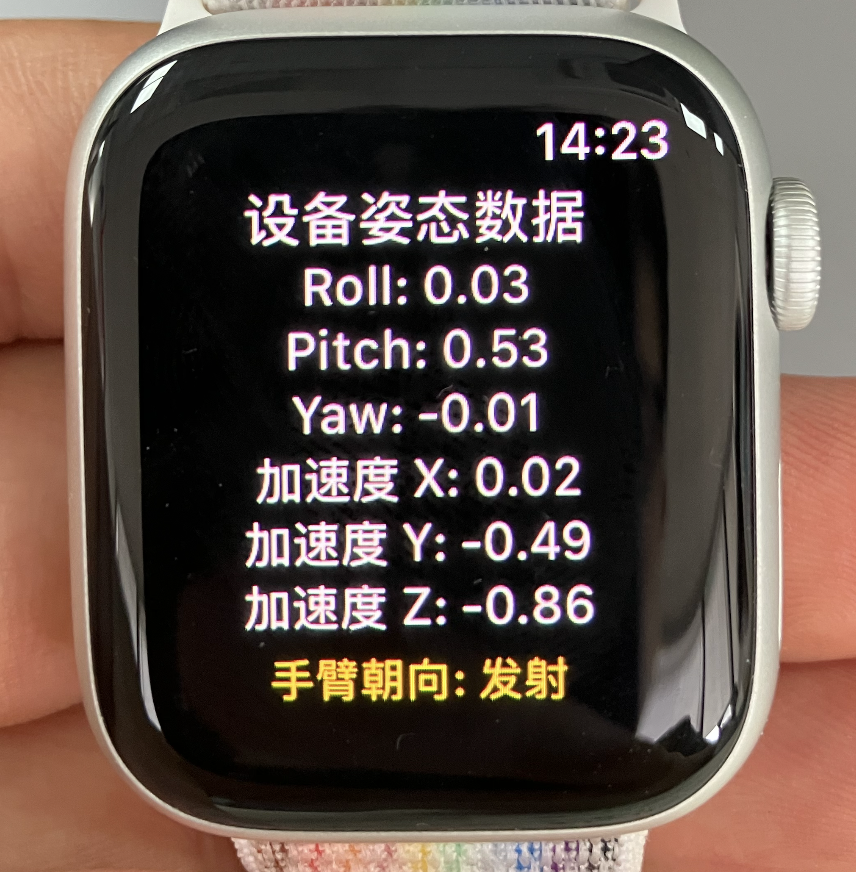 14:23
设备姿态数据
Roll: 0.03
Pitch: 0.53
Yaw: -0.01
加速度 X: 0.02
加速度 Y: -0.49
加速度 Z: -0.86
手臂朝向: 发射